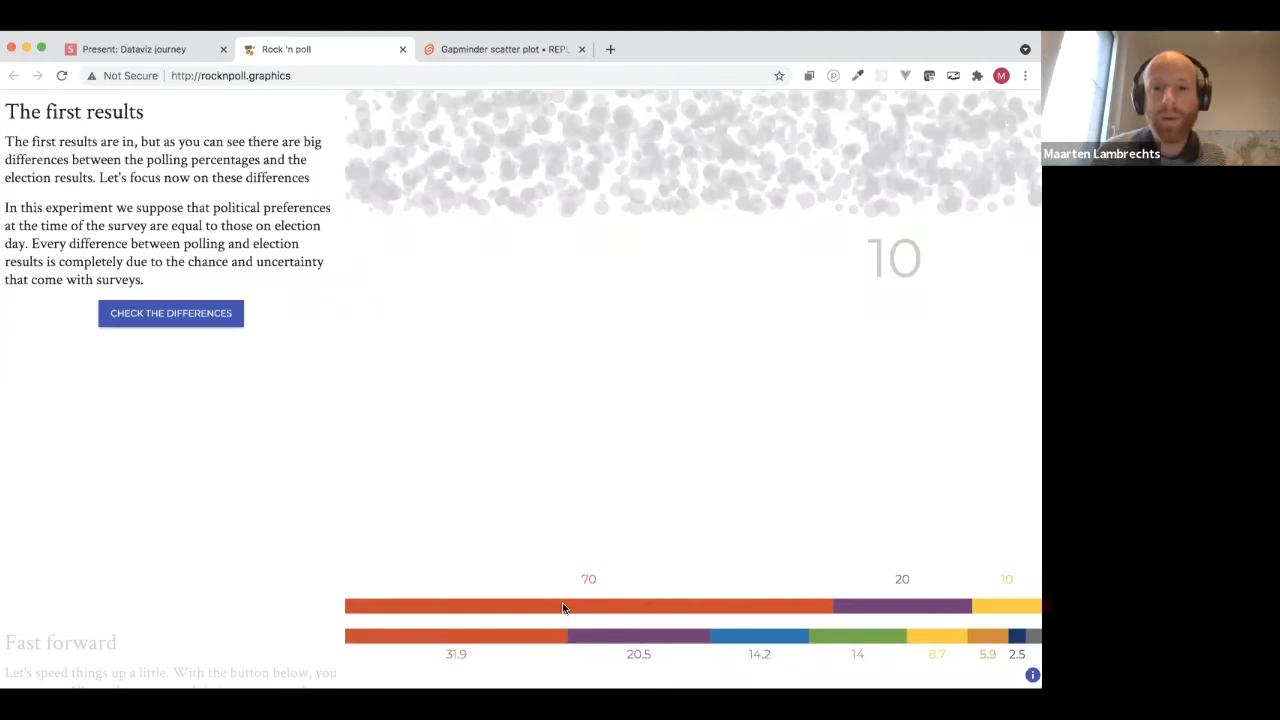 Present: Dataviz journey
Rock 'n poll
Gapminder scatter plot • REPL
Not Secure
http://rocknpoll.graphics
M
Maarten Lambrechts
The first results
The first results are in, but as you can see there are big
differences between the polling percentages and the
election results. Let's focus now on these differences
In this experiment we suppose that political preferences
at the time of the survey are equal to those on election
day. Every difference between polling and election
results is completely due to the chance and uncertainty
that come with surveys.
CHECK THE DIFFERENCES
10
70 20 10
31.9 20.5 14.2 14 8.7 5.9 2.5
Fast forward
Let's speed things up a little. With the button below, you